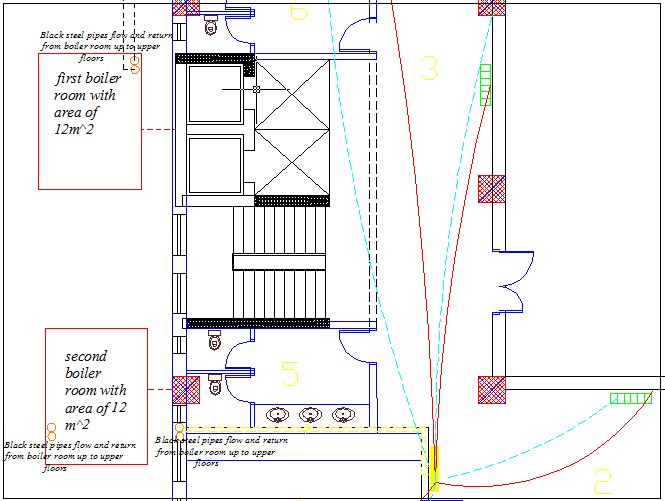 5
Black steel pipes flow and return
from boiler room up to upper
floors
first boiler
room with
area of
12m^2
3
second
boiler
room with
area of 12
m^2
5
Black steel pipes flow and return
from boiler room up to upper
floors
Black steel pipes flow and return
from boiler room up to upper
floors
2